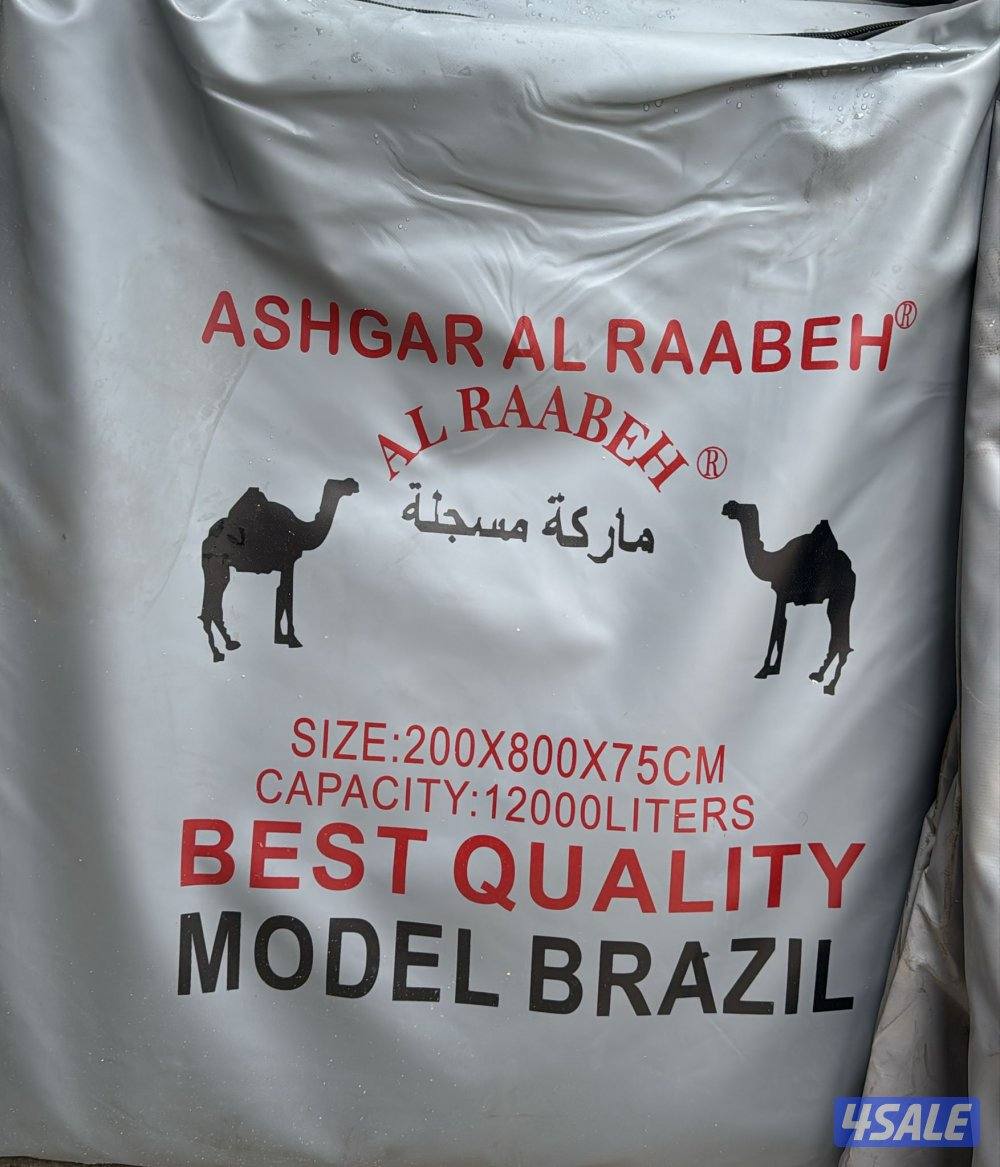 ASHGAR AL RAABEH®
AL RAABEH®
ماركة مسجلة
SIZE:200X800X75CM
CAPACITY:12000LITERS
BEST QUALITY
MODEL BRAZIL
4SALE